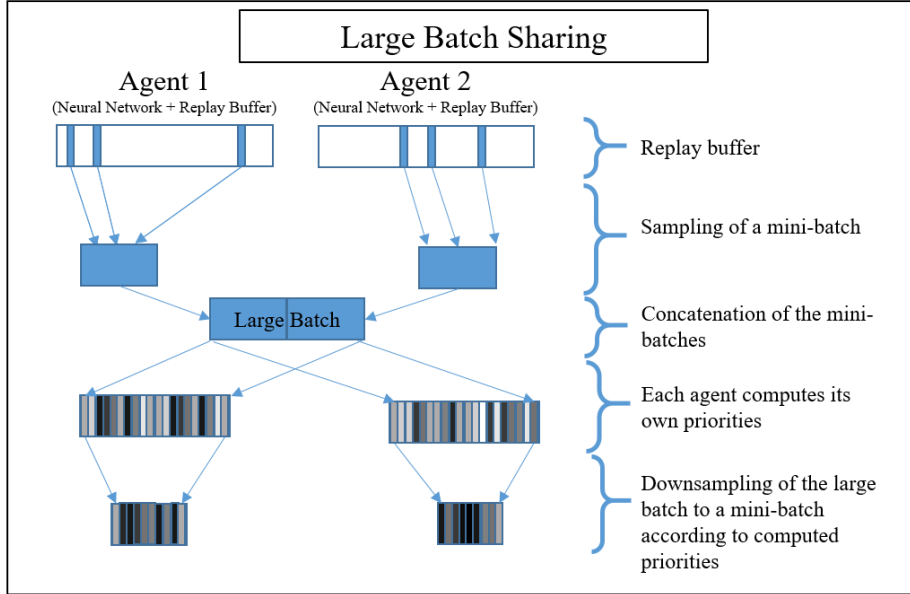 Large Batch Sharing
Agent 1
(Neural Network + Replay Buffer)
Agent 2
(Neural Network + Replay Buffer)
Replay buffer
Sampling of a mini-batch
Large Batch
Concatenation of the mini-
batches
Each agent computes its
own priorities
Downsampling of the large
batch to a mini-batch
according to computed
priorities